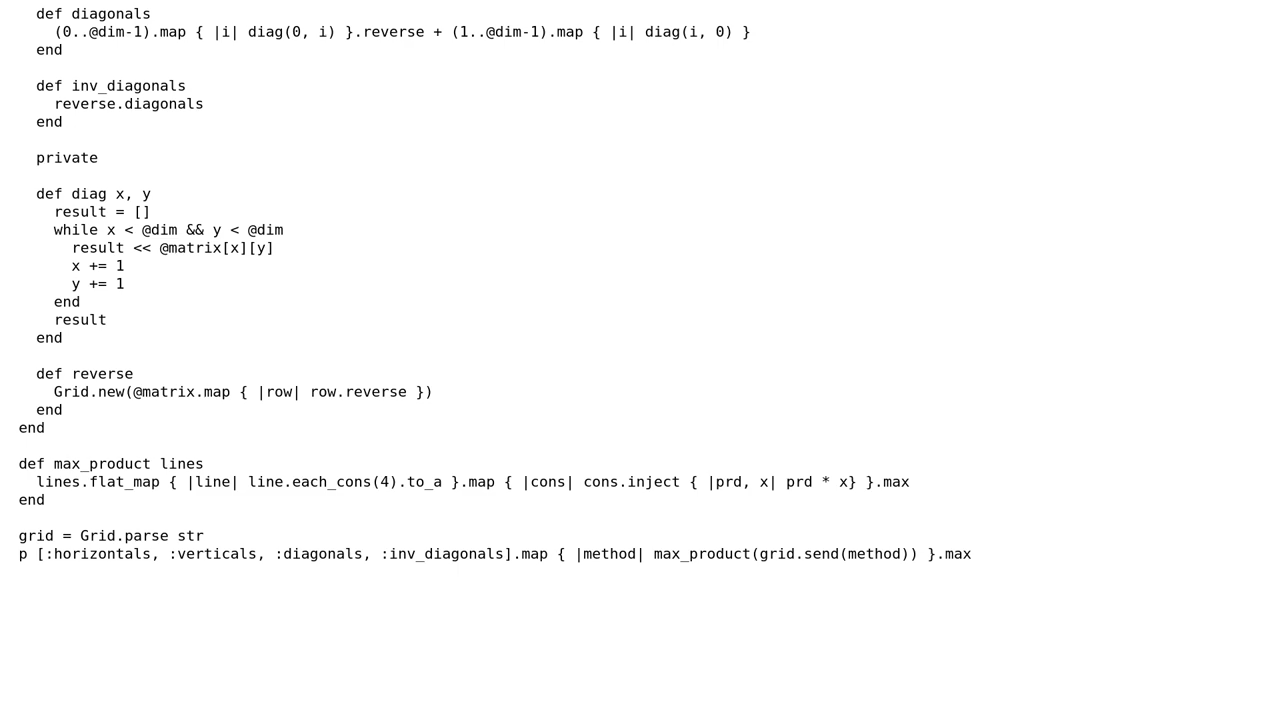 def diagonals
(0..@dim-1).map { |i| diag(0, i) }.reverse + (1..@dim-1).map { |i| diag(i, 0) }
end
def inv_diagonals
reverse.diagonals
end
private
def diag x, y
result = []
while x < @dim && y < @dim
result << @matrix[x][y]
x += 1
y += 1
end
result
end
def reverse
Grid.new(@matrix.map { |row| row.reverse })
end
end
def max_product lines
lines.flat_map { |line| line.each_cons(4).to_a }.map { |cons| cons.inject { |prd, x| prd * x} }.max
end
grid = Grid.parse str
p [:horizontals, :verticals, :diagonals, :inv_diagonals].map { |method| max_product(grid.send(method)) }.max